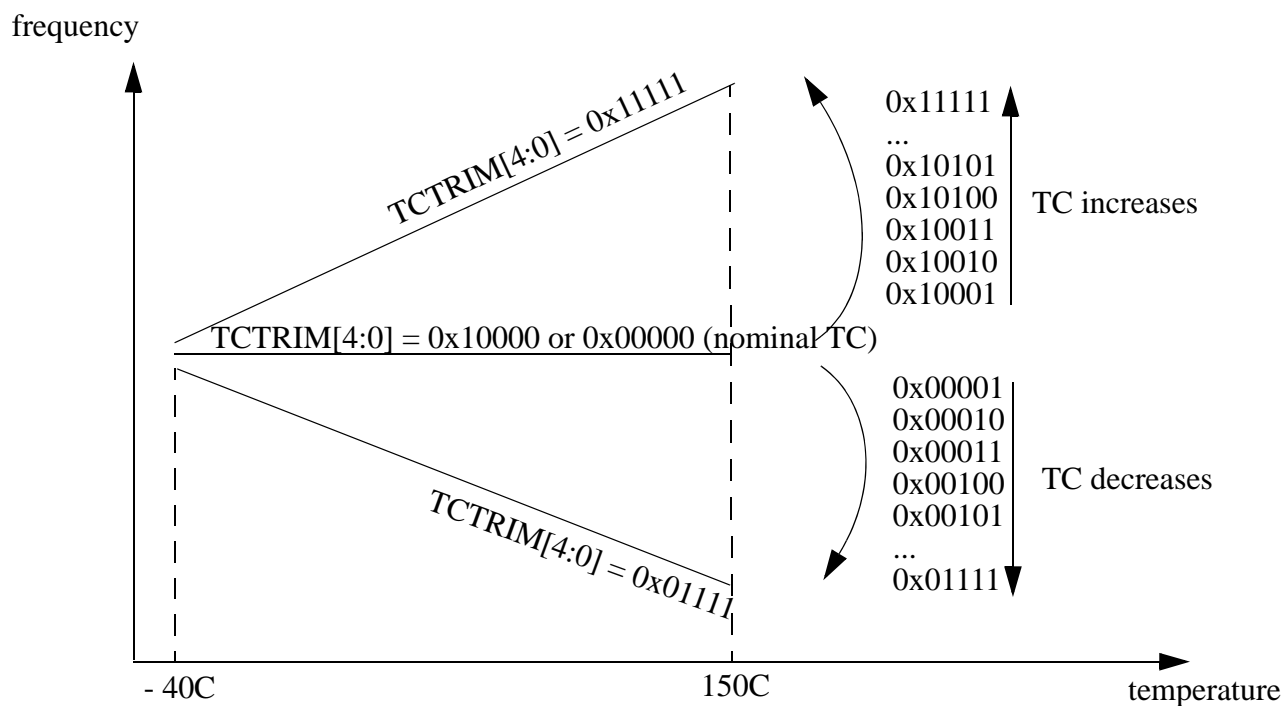 frequency
TCTRIM[4:0] = 0x11111
0x11111
...
0x10101
0x10100
0x10011
0x10010
0x10001
TC increases
TCTRIM[4:0] = 0x10000 or 0x00000 (nominal TC)
0x00001
0x00010
0x00011
0x00100
0x00101
...
0x01111
TC decreases
TCTRIM[4:0] = 0x01111
- 40C
150C
temperature